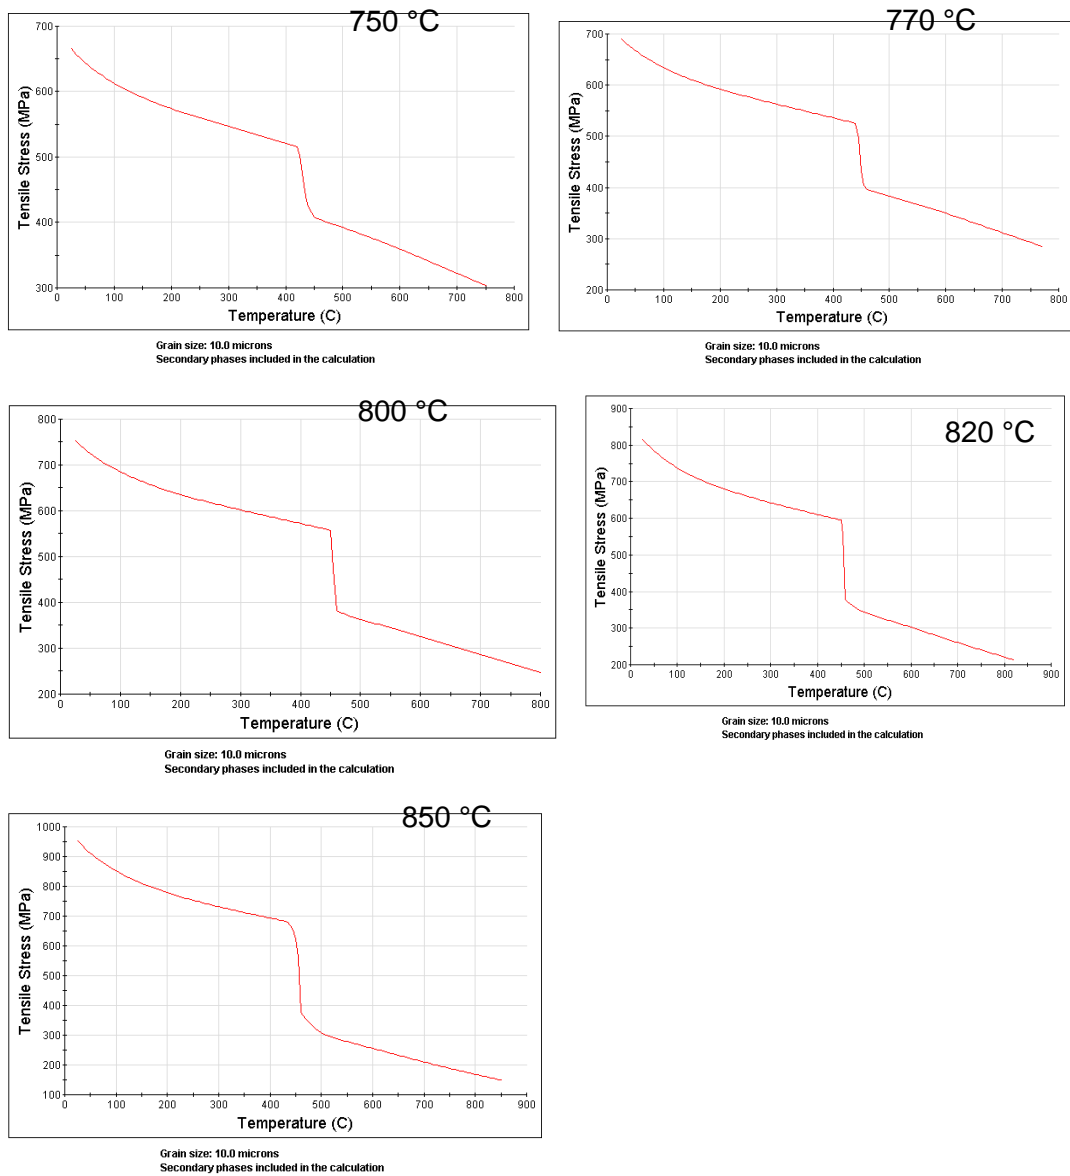 750 °C
700
600
500
400
300
0 100 200 300 400 500 600 700 800
Tensile Stress (MPa)
Temperature (C)
Grain size: 10.0 microns
Secondary phases included in the calculation
770 °C
700
600
500
400
300
200
0 100 200 300 400 500 600 700 800
Tensile Stress (MPa)
Temperature (C)
Grain size: 10.0 microns
Secondary phases included in the calculation
800 °C
800
700
600
500
400
300
200
0 100 200 300 400 500 600 700 800
Tensile Stress (MPa)
Temperature (C)
Grain size: 10.0 microns
Secondary phases included in the calculation
820 °C
900
800
700
600
500
400
300
200
0 100 200 300 400 500 600 700 800 900
Tensile Stress (MPa)
Temperature (C)
Grain size: 10.0 microns
Secondary phases included in the calculation
850 °C
1000
900
800
700
600
500
400
300
200
100
0 100 200 300 400 500 600 700 800 900
Tensile Stress (MPa)
Temperature (C)
Grain size: 10.0 microns
Secondary phases included in the calculation